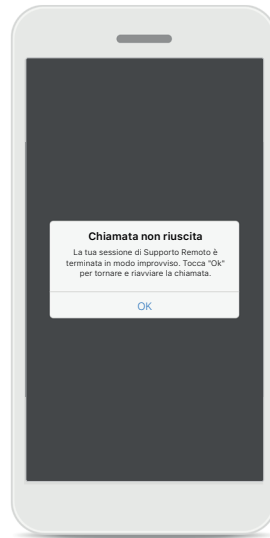 Chiamata non riuscita
La tua sessione di Supporto Remoto è
terminata in modo improvviso. Tocca "Ok"
per tornare e riavviare la chiamata.
OK